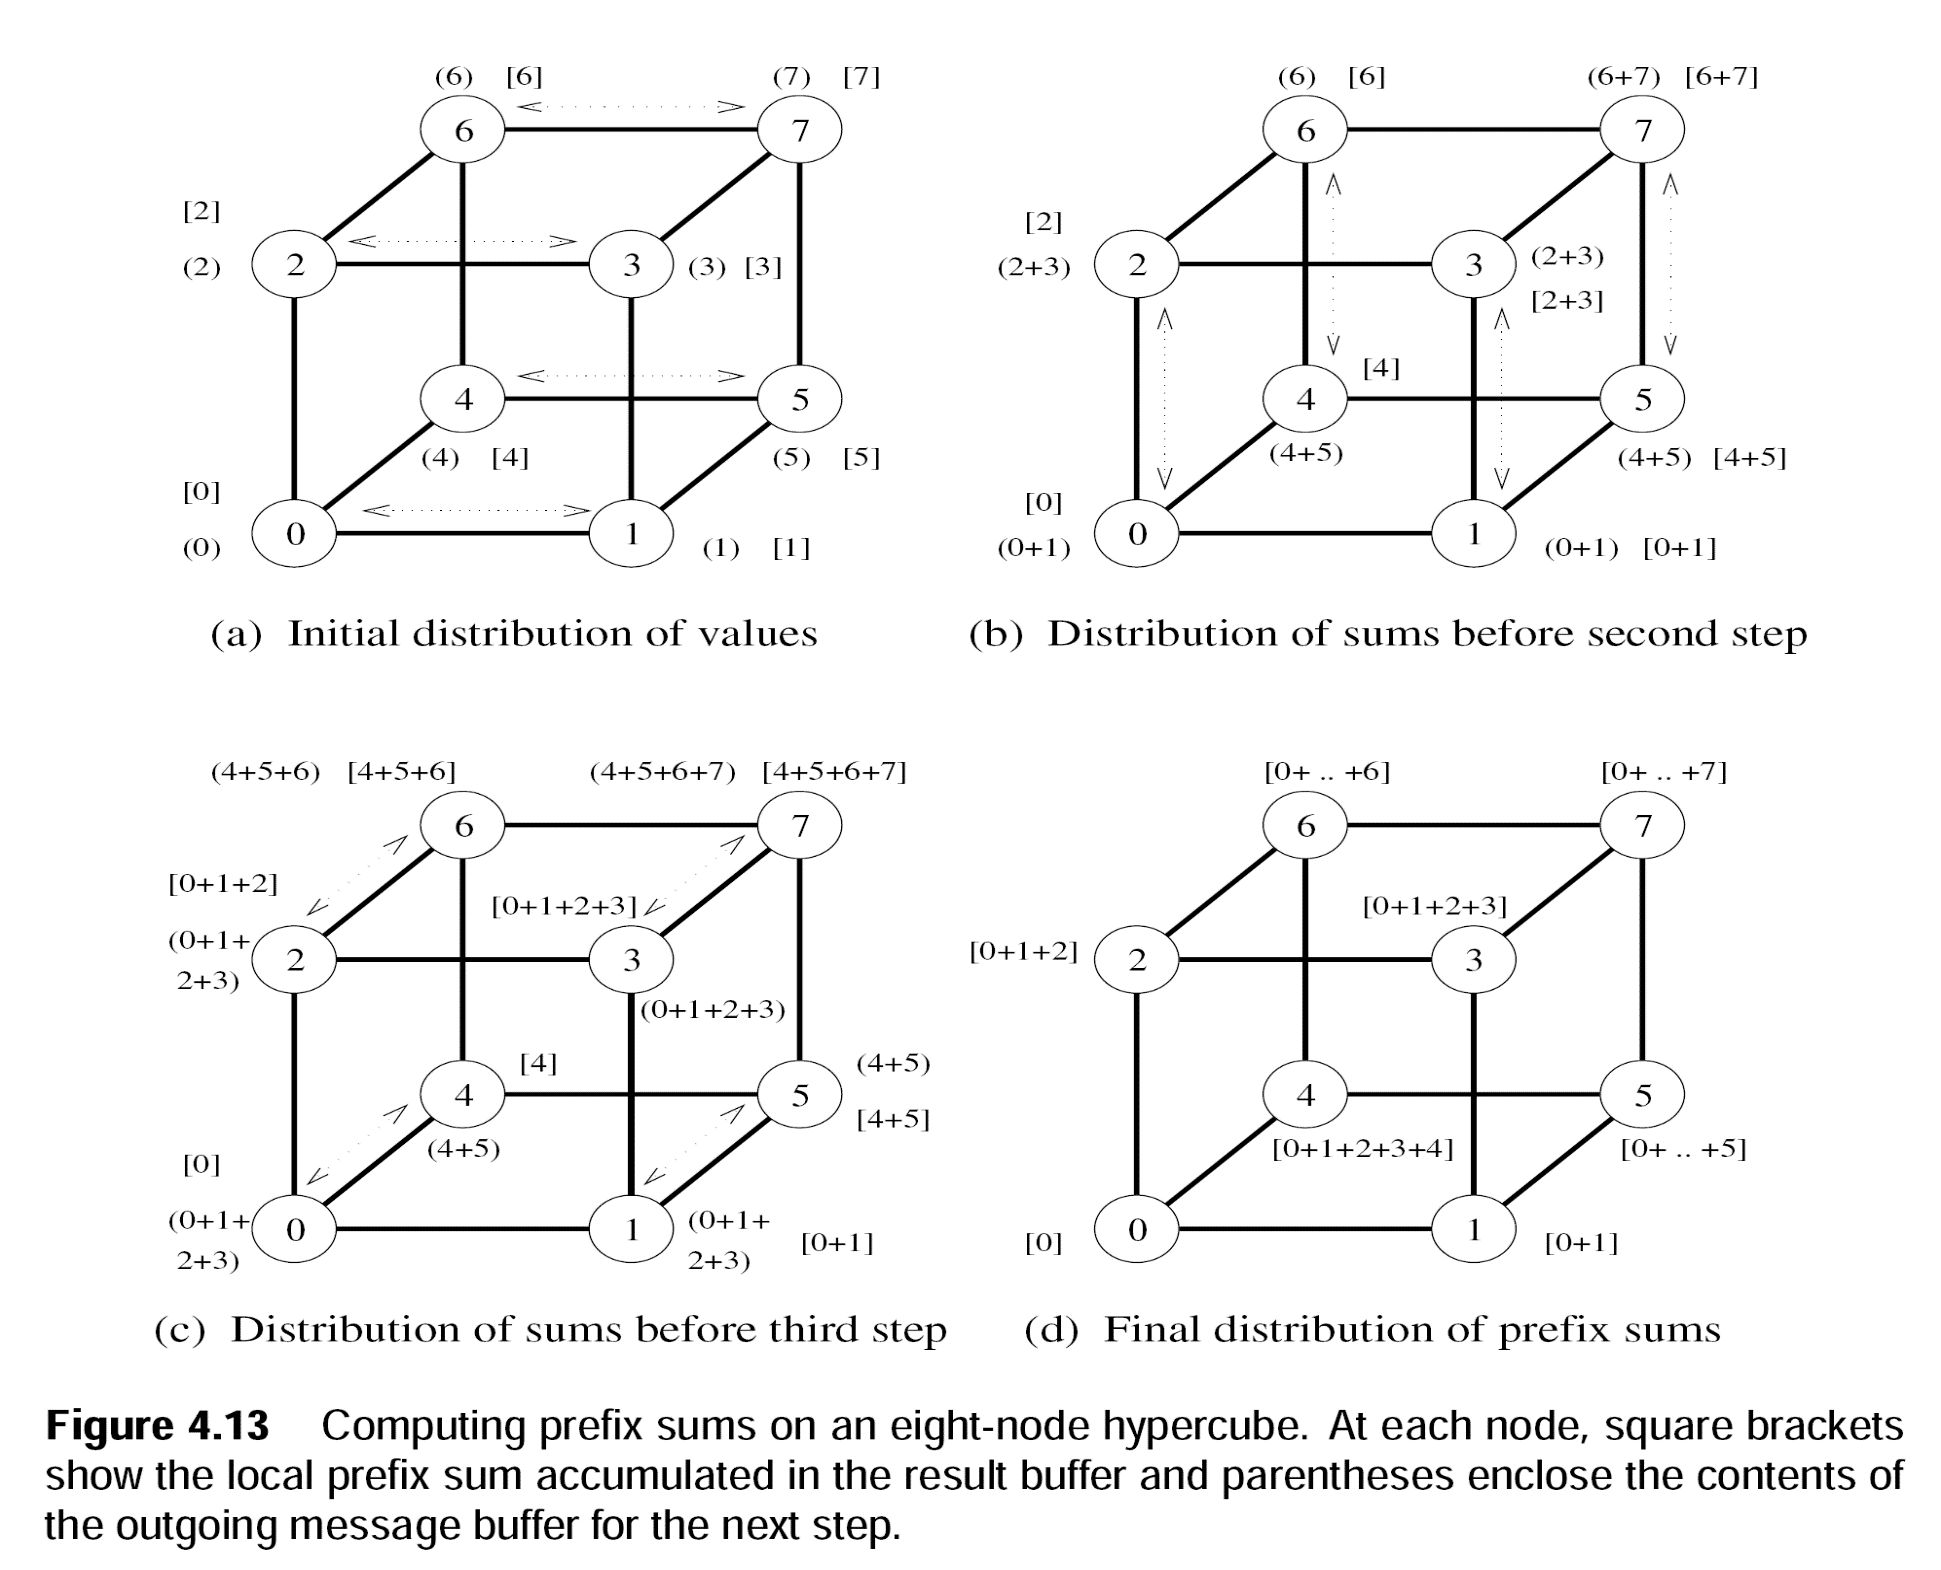 (6) [6] (7) [7]
6 7
[2]
(2) 2 3 (3) [3]
4 5
(4) [4] (5) [5]
[0]
(0) 0 1 (1) [1]
(a) Initial distribution of values
(6) [6] (6+7) [6+7]
6 7
[2]
(2+3) 2 3 (2+3)
[2+3]
[4]
4 5
(4+5) (4+5) [4+5]
[0]
(0+1) 0 1 (0+1) [0+1]
(b) Distribution of sums before second step
(4+5+6) [4+5+6] (4+5+6+7) [4+5+6+7]
6 7
[0+1+2]
[0+1+2+3]
(0+1+
2+3) 2 3
(0+1+2+3)
[4] (4+5)
4 5
[4+5]
(4+5)
[0]
(0+1+
2+3) 0 1 (0+1+
2+3) [0+1]
(c) Distribution of sums before third step
[0+ .. +6] [0+ .. +7]
6 7
[0+1+2+3]
[0+1+2] 2 3
4 5
[0+1+2+3+4] [0+ .. +5]
0 1
[0] [0+1]
(d) Final distribution of prefix sums
Figure 4.13 Computing prefix sums on an eight-node hypercube. At each node, square brackets
show the local prefix sum accumulated in the result buffer and parentheses enclose the contents of
the outgoing message buffer for the next step.